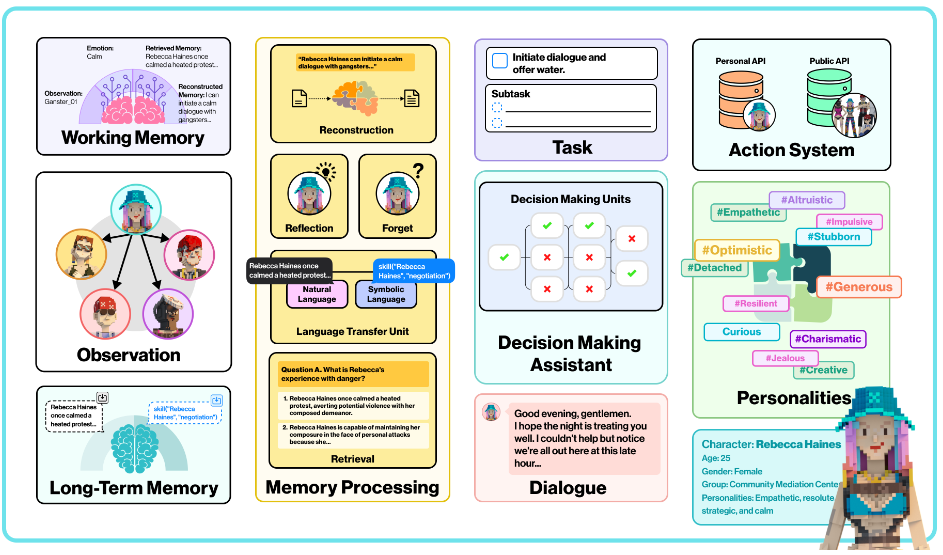 Emotion:
Calm
Retrieved Memory:
Rebecca Haines once
calmed a heated protest...
Observation:
Ganster_01
Reconstructed
Memory: I can
initiate a calm
dialogue with
gangsters...
Working Memory
Observation
Rebecca Haines
once calmed a
heated protest...
skill("Rebecca
Haines", "negotiation")
Long-Term Memory
"Rebecca Haines can initiate a calm
dialogue with gangsters..."
Reconstruction
Reflection
?
Forget
Rebecca Haines once
calmed a heated protest...
skill("Rebecca
Haines", "negotiation")
Natural
Language
Symbolic
Language
Language Transfer Unit
Question A. What is Rebecca's
experience with danger?
1. Rebecca Haines once calmed a heated
protest, averting potential violence with her
composed demeanor.
2. Rebecca Haines is capable of maintaining her
composure in the face of personal attacks
because she...
Retrieval
Memory Processing
Initiate dialogue and
offer water.
Subtask
Task
Decision Making Units
Decision Making
Assistant
Good evening, gentlemen.
I hope the night is treating you
well. I couldn't help but notice
we're all out here at this late
hour...
Dialogue
Personal API
Public API
Action System
#Altruistic
#Empathetic
#Impulsive
#Stubborn
#Optimistic
#Detached
#Generous
#Resilient
Curious
#Charismatic
#Jealous
#Creative
Personalities
Character: Rebecca Haines
Age: 25
Gender: Female
Group: Community Mediation Center
Personalities: Empathetic, resolute,
strategic, and calm